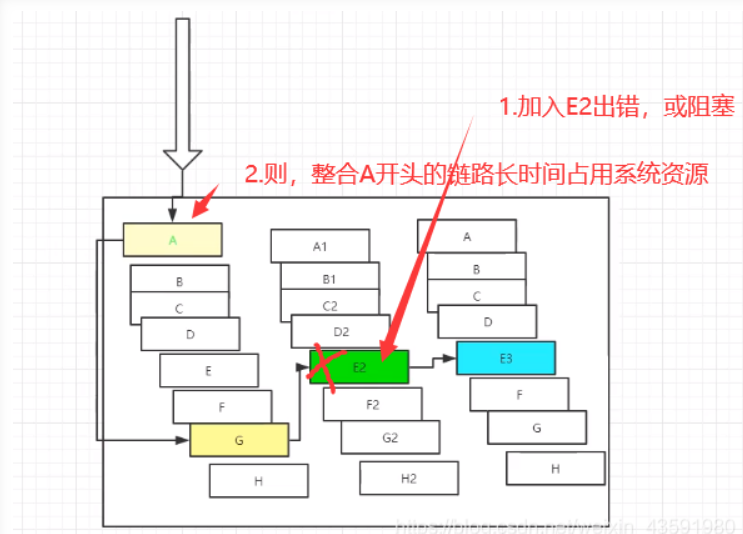 1.加入E2出错，或阻塞
2.则，整合A开头的链路长时间占用系统资源
A
B
C
D
E
F
G
H
A1
B1
C2
D2
E2
F2
G2
H2
A
B
C
D
E3
F
G
H
https://blog.csdn.net/weixin_43591980